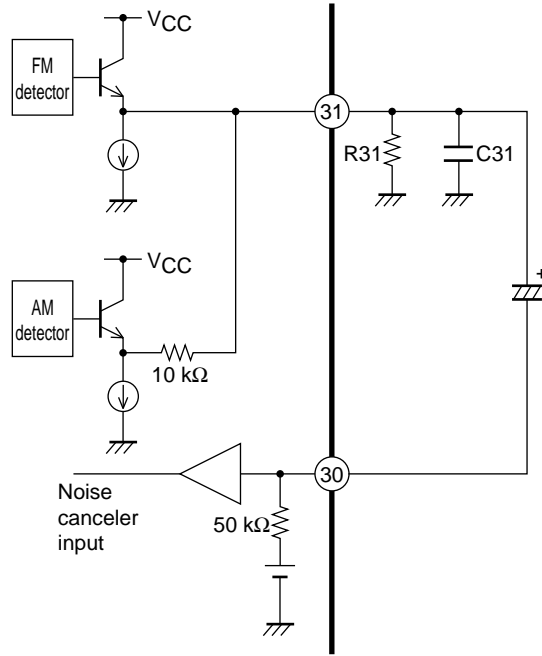 VCC
FM
detector
31
R31
C31
+
VCC
AM
detector
10 kΩ
30
Noise
canceler
input
50 kΩ